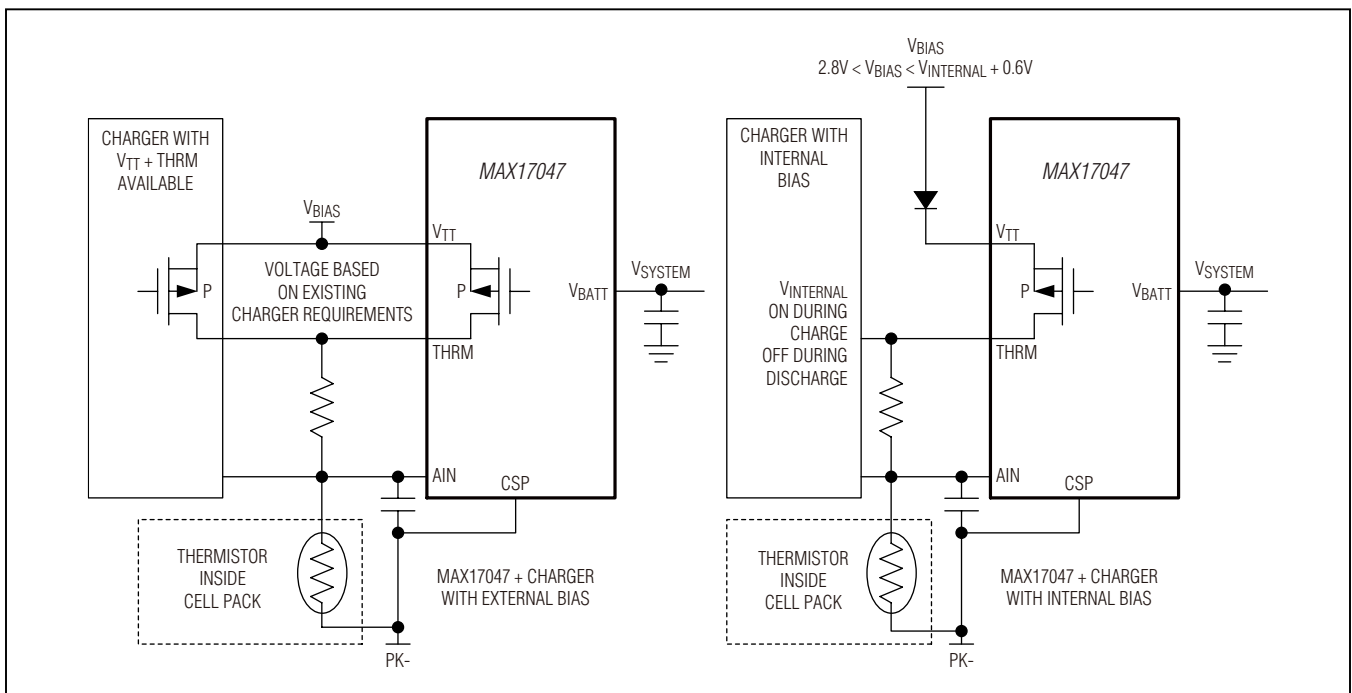 CHARGER WITH
VTT + THRM
AVAILABLE
VBIAS
VOLTAGE BASED
ON EXISTING
CHARGER REQUIREMENTS
P
P
MAX17047
VTT
THRM
VBATT
VSYSTEM
AIN
CSP
THERMISTOR
INSIDE
CELL PACK
MAX17047 + CHARGER
WITH EXTERNAL BIAS
PK-
VBIAS
2.8V < VBIAS < VINTERNAL + 0.6V
CHARGER WITH
INTERNAL
BIAS
VINTERNAL
ON DURING
CHARGE
OFF DURING
DISCHARGE
MAX17047
VTT
P
THRM
VBATT
VSYSTEM
AIN
CSP
THERMISTOR
INSIDE
CELL PACK
MAX17047 + CHARGER
WITH INTERNAL BIAS
PK-